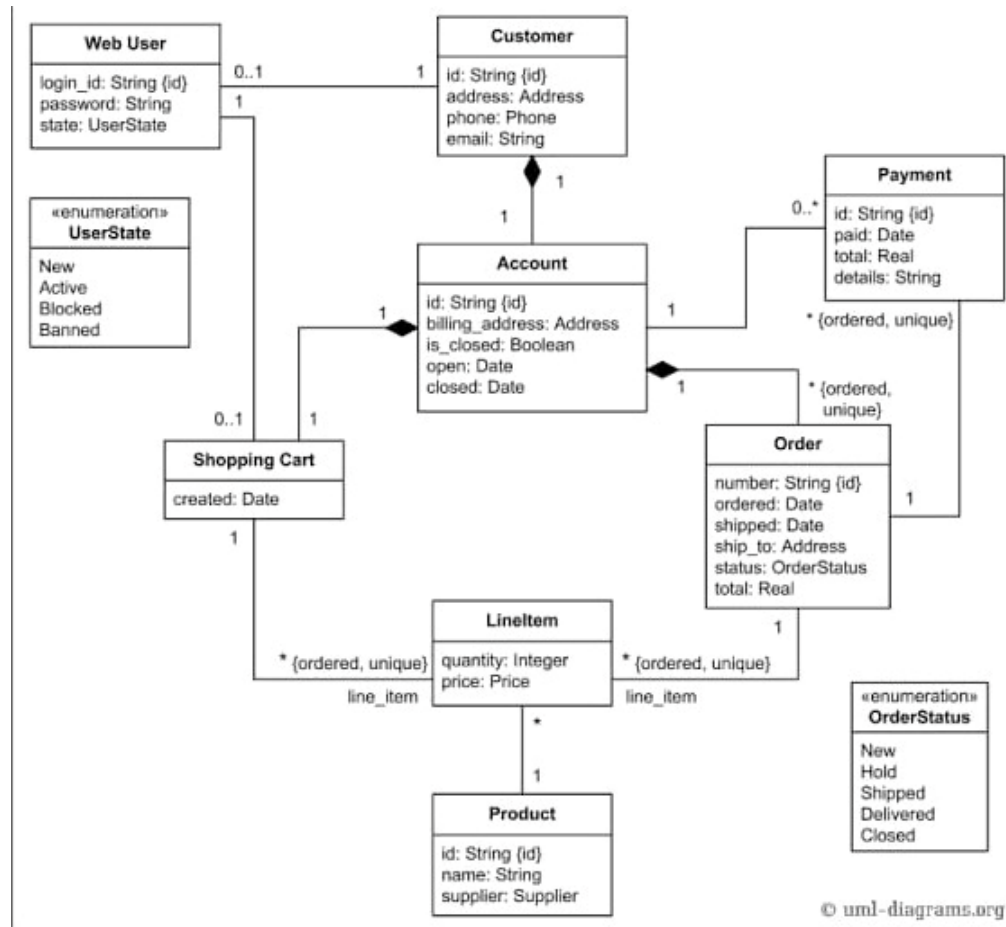 Web User
login_id: String {id}
password: String
state: UserState
0..1
1
1
Customer
id: String {id}
address: Address
phone: Phone
email: String
1
1
«enumeration»
UserState
New
Active
Blocked
Banned
Payment
id: String {id}
paid: Date
total: Real
details: String
0..*
1
* {ordered, unique}
Account
id: String {id}
billing_address: Address
is_closed: Boolean
open: Date
closed: Date
1
1
* {ordered,
unique}
0..1
1
Shopping Cart
created: Date
1
Order
number: String {id}
ordered: Date
shipped: Date
ship_to: Address
status: OrderStatus
total: Real
1
1
LineItem
quantity: Integer
price: Price
* {ordered, unique}
line_item
* {ordered, unique}
line_item
*
1
Product
id: String {id}
name: String
supplier: Supplier
«enumeration»
OrderStatus
New
Hold
Shipped
Delivered
Closed
© uml-diagrams.org